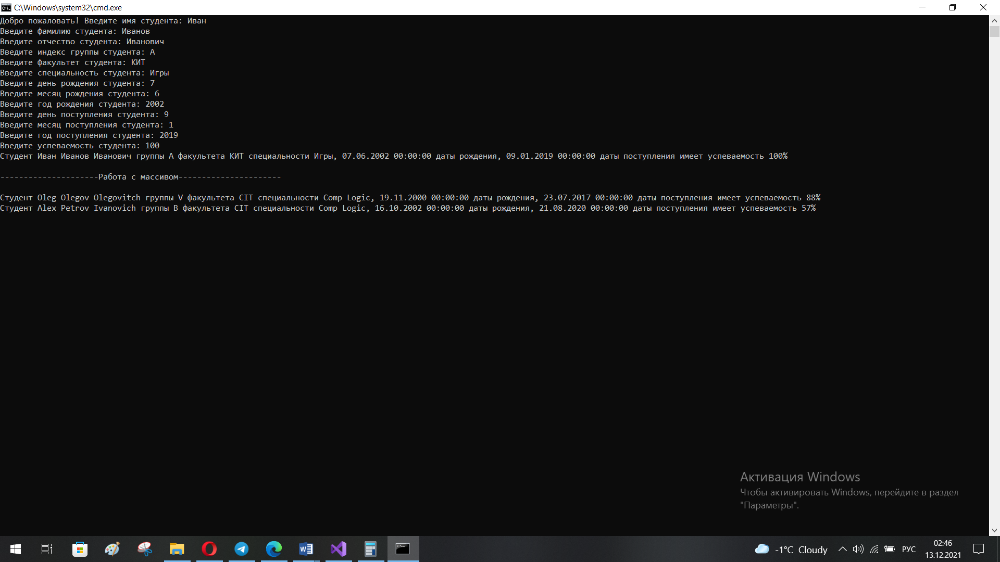 C:\Windows\system32\cmd.exe
Добро пожаловать! Введите имя студента: Иван
Введите фамилию студента: Иванов
Введите отчество студента: Иванович
Введите индекс группы студента: А
Введите факультет студента: КИТ
Введите специальность студента: Игры
Введите день рождения студента: 7
Введите месяц рождения студента: 6
Введите год рождения студента: 2002
Введите день поступления студента: 9
Введите месяц поступления студента: 1
Введите год поступления студента: 2019
Введите успеваемость студента: 100
Студент Иван Иванов Иванович группы А факультета КИТ специальности Игры, 07.06.2002 00:00:00 даты рождения, 09.01.2019 00:00:00 даты поступления имеет успеваемость 100%
---------------------Работа с массивом----------------------
Студент Oleg Olegov Olegovitch группы V факультета CIT специальности Comp Logic, 19.11.2000 00:00:00 даты рождения, 23.07.2017 00:00:00 даты поступления имеет успеваемость 88%
Студент Alex Petrov Ivanovich группы B факультета CIT специальности Comp Logic, 16.10.2002 00:00:00 даты рождения, 21.08.2020 00:00:00 даты поступления имеет успеваемость 57%
Активация Windows
Чтобы активировать Windows, перейдите в раздел
"Параметры".
-1°C Cloudy
РУС
02:46
13.12.2021